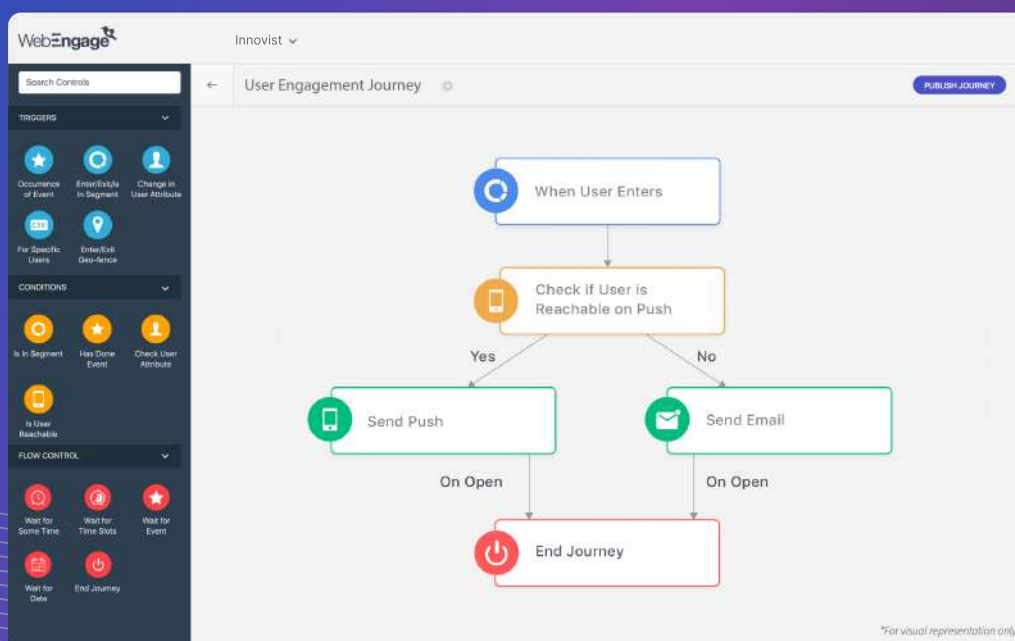 WebEngage
Innovist
Search Controls
User Engagement Journey
PUBLISH JOURNEY
TRIGGERS
Occurrence
of Event
Enter/Exit/Is
In Segment
Change in
User Attribute
For Specific
Users
Enter/Exit
Geo-fence
CONDITIONS
Is In Segment
Has Done
Event
Check User
Attribute
Is User
Reachable
FLOW CONTROL
Wait for
Some Time
Wait for
Time Slots
Wait for
Event
Wait for
Date
End Journey
When User Enters
Check if User is
Reachable on Push
Yes
No
Send Push
Send Email
On Open
On Open
End Journey
*For visual representation only